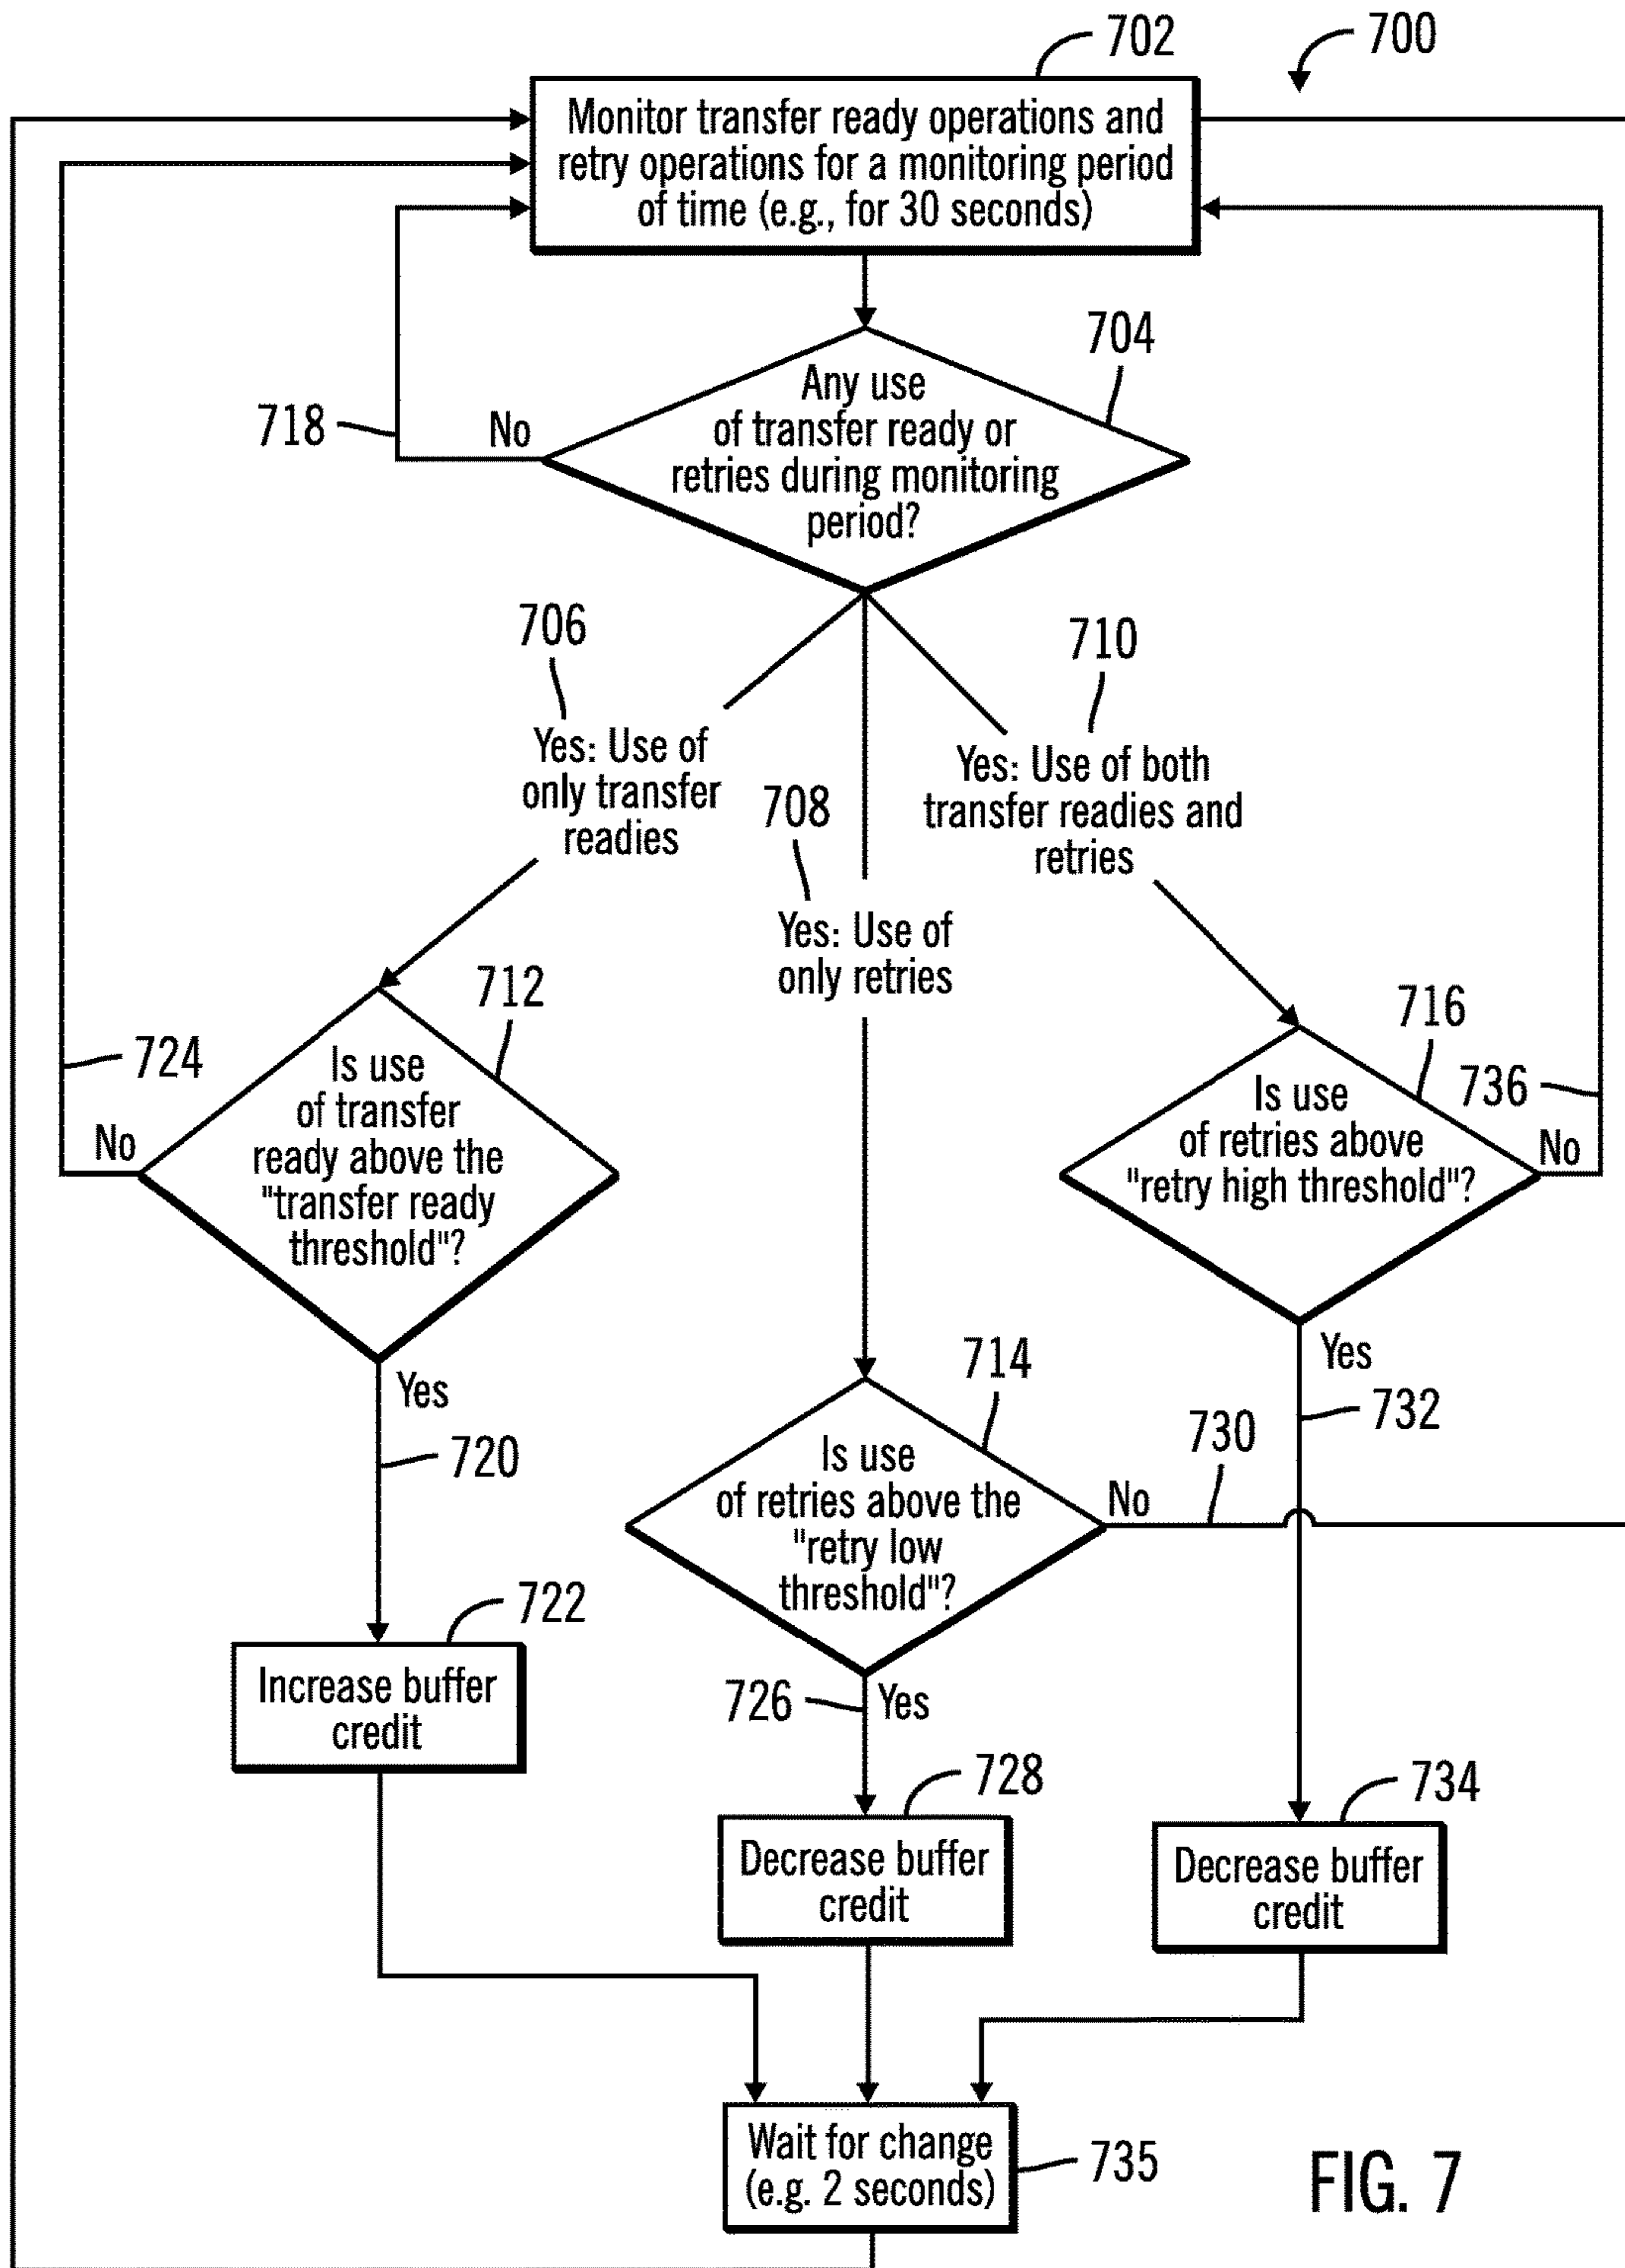 702
700
Monitor transfer ready operations and
retry operations for a monitoring period
of time (e.g., for 30 seconds)
704
Any use
of transfer ready or
retries during monitoring
period?
718
No
706
Yes: Use of
only transfer
readies
708
Yes: Use of
only retries
710
Yes: Use of both
transfer readies and
retries
712
Is use
of transfer
ready above the
"transfer ready
threshold"?
724
No
716
Is use
of retries above
"retry high threshold"?
736
No
Yes
720
Yes
732
714
Is use
of retries above the
"retry low
threshold"?
730
No
722
Increase buffer
credit
726
Yes
728
Decrease buffer
credit
734
Decrease buffer
credit
Wait for change
(e.g. 2 seconds)
735
FIG. 7